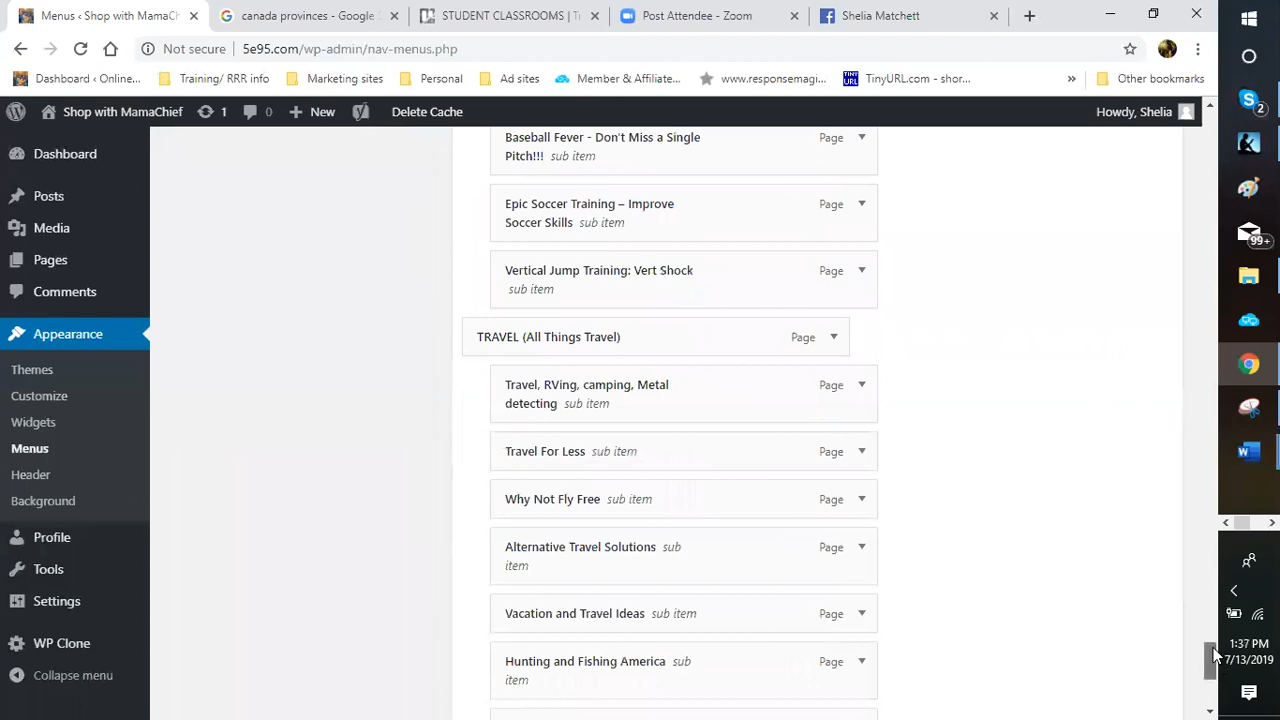 Menus ‹ Shop with MamaCh
canada provinces - Google S
STUDENT CLASSROOMS | T
Post Attendee - Zoom
Shelia Matchett
Not secure
5e95.com/wp-admin/nav-menus.php
Dashboard ‹ Online...
Training/ RRR info
Marketing sites
Personal
Ad sites
Member & Affiliate...
www.responsemagi...
TINY URL
TinyURL.com - shor...
»
Other bookmarks
Shop with MamaChief
1
0
New
Delete Cache
Howdy, Shelia
Dashboard
Posts
Media
Pages
Comments
Appearance
Themes
Customize
Widgets
Menus
Header
Background
Profile
Tools
Settings
WP Clone
Collapse menu
Baseball Fever - Don't Miss a Single
Pitch!!! sub item
Page
Epic Soccer Training – Improve
Soccer Skills sub item
Page
Vertical Jump Training: Vert Shock
sub item
Page
TRAVEL (All Things Travel)
Page
Travel, RVing, camping, Metal
detecting sub item
Page
Travel For Less sub item
Page
Why Not Fly Free sub item
Page
Alternative Travel Solutions sub
item
Page
Vacation and Travel Ideas sub item
Page
Hunting and Fishing America sub
item
Page
2
99+
1:37 PM
7/13/2019